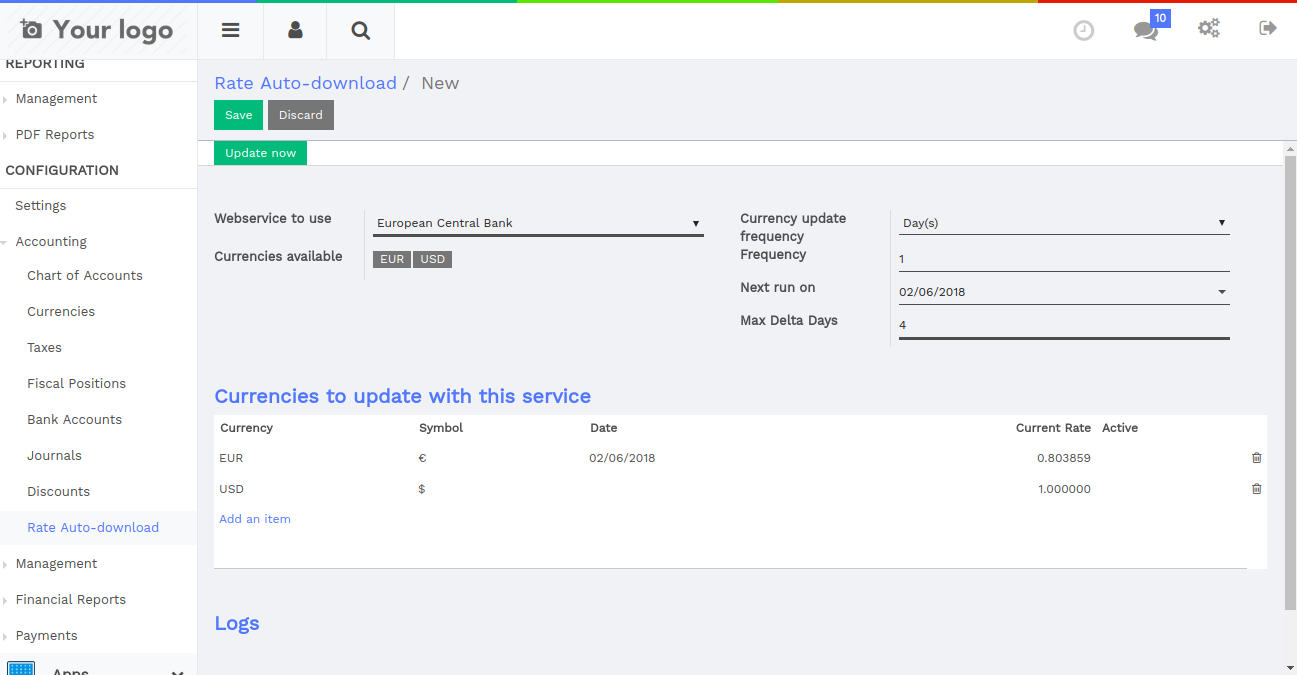 Your logo
10
REPORTING
Management
PDF Reports
CONFIGURATION
Settings
Accounting
Chart of Accounts
Currencies
Taxes
Fiscal Positions
Bank Accounts
Journals
Discounts
Rate Auto-download
Management
Financial Reports
Payments
Apps
Rate Auto-download / New
Save Discard
Update now
Webservice to use European Central Bank
Currencies available EUR USD
Currency update frequency Day(s)
Frequency 1
Next run on 02/06/2018
Max Delta Days 4
Currencies to update with this service
Currency Symbol Date Current Rate Active
EUR € 02/06/2018 0.803859
USD $ 1.000000
Add an item
Logs